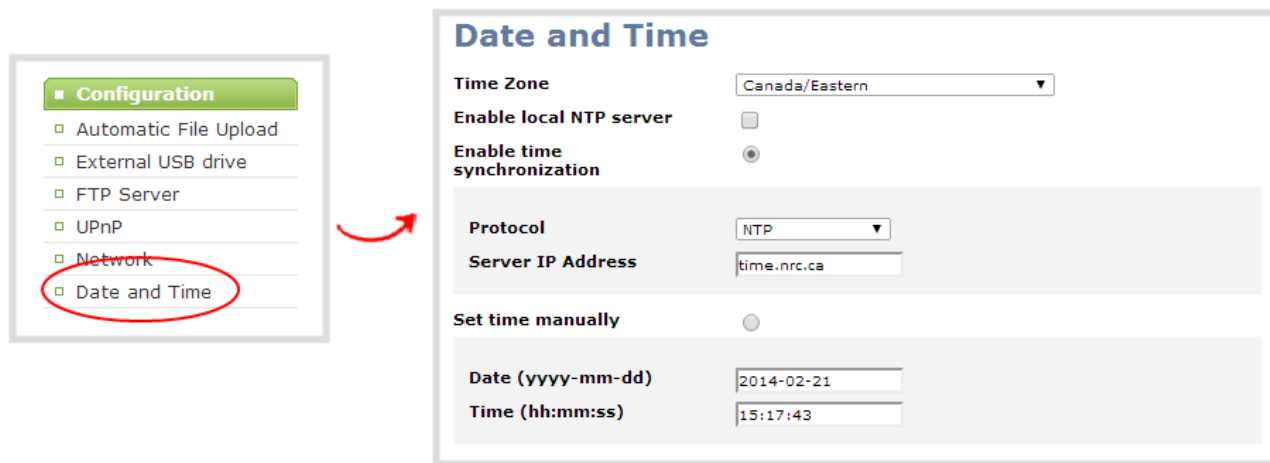 Configuration
Automatic File Upload
External USB drive
FTP Server
UPnP
Network
Date and Time
Date and Time
Time Zone Canada/Eastern
Enable local NTP server
Enable time
synchronization
Protocol NTP
Server IP Address time.nrc.ca
Set time manually
Date (yyyy-mm-dd) 2014-02-21
Time (hh:mm:ss) 15:17:43